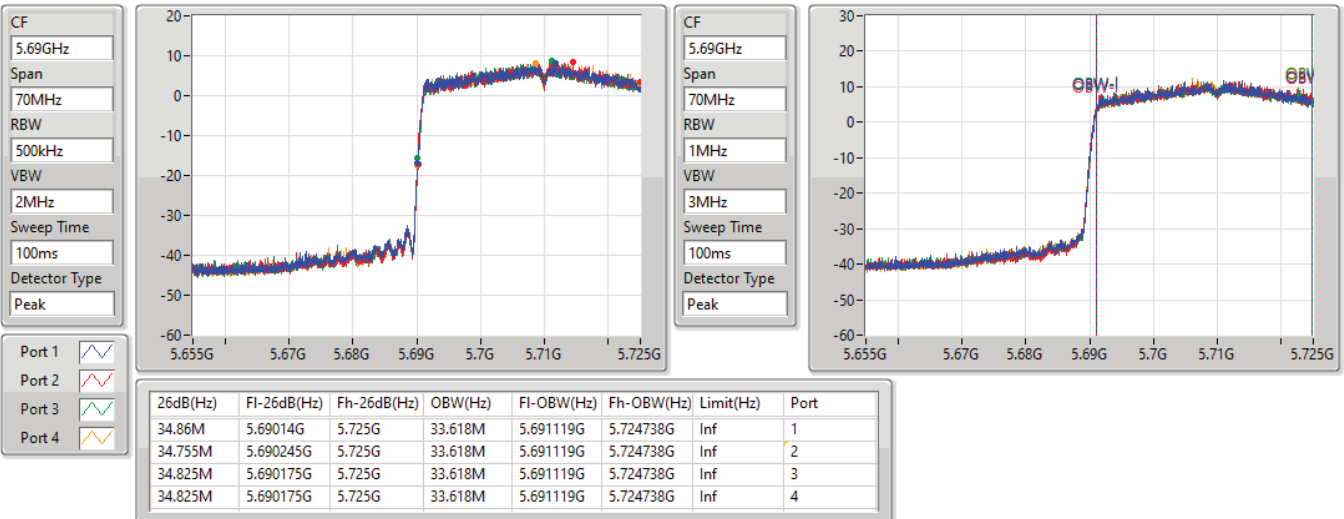 CF
5.69GHz
Span
70MHz
RBW
500kHz
VBW
2MHz
Sweep Time
100ms
Detector Type
Peak
20
10
0
-10
-20
-30
-40
-50
-60
5.655G 5.67G 5.68G 5.69G 5.7G 5.71G 5.725G
CF
5.69GHz
Span
70MHz
RBW
1MHz
VBW
3MHz
Sweep Time
100ms
Detector Type
Peak
30
20
10
0
-10
-20
-30
-40
-50
-60
OBW-l
OBW
5.655G 5.67G 5.68G 5.69G 5.7G 5.71G 5.725G
Port 1
Port 2
Port 3
Port 4
26dB(Hz) Fl-26dB(Hz) Fh-26dB(Hz) OBW(Hz) Fl-OBW(Hz) Fh-OBW(Hz) Limit(Hz) Port
34.86M 5.69014G 5.725G 33.618M 5.691119G 5.724738G Inf 1
34.755M 5.690245G 5.725G 33.618M 5.691119G 5.724738G Inf 2
34.825M 5.690175G 5.725G 33.618M 5.691119G 5.724738G Inf 3
34.825M 5.690175G 5.725G 33.618M 5.691119G 5.724738G Inf 4